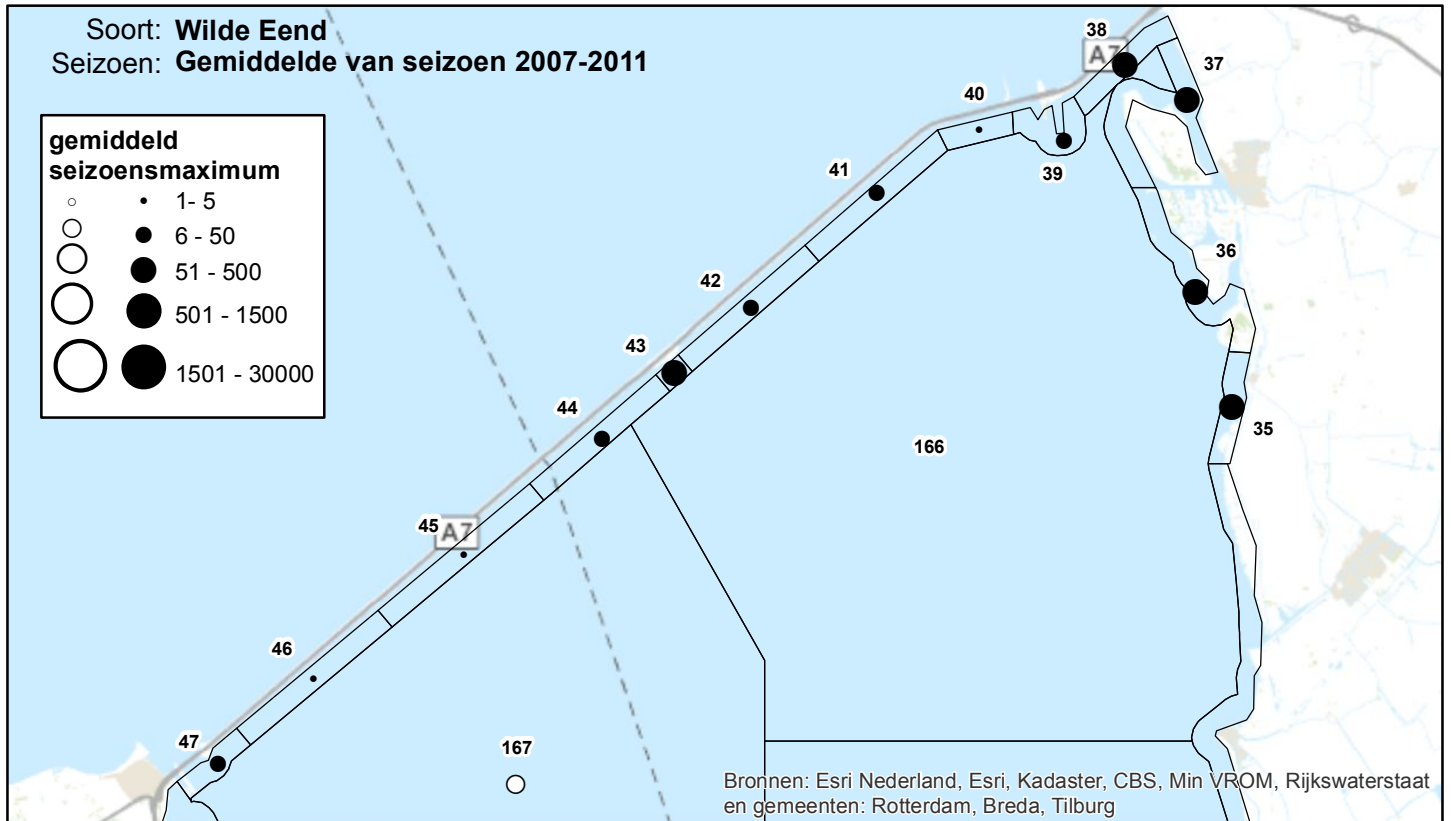 Soort: Wilde Eend
Seizoen: Gemiddelde van seizoen 2007-2011
gemiddeld
seizoensmaximum
1- 5
6 - 50
51 - 500
501 - 1500
1501 - 30000
38
A7
37
40
39
41
36
42
43
35
44
166
45
A7
46
47
167
Bronnen: Esri Nederland, Esri, Kadaster, CBS, Min VROM, Rijkswaterstaat
en gemeenten: Rotterdam, Breda, Tilburg